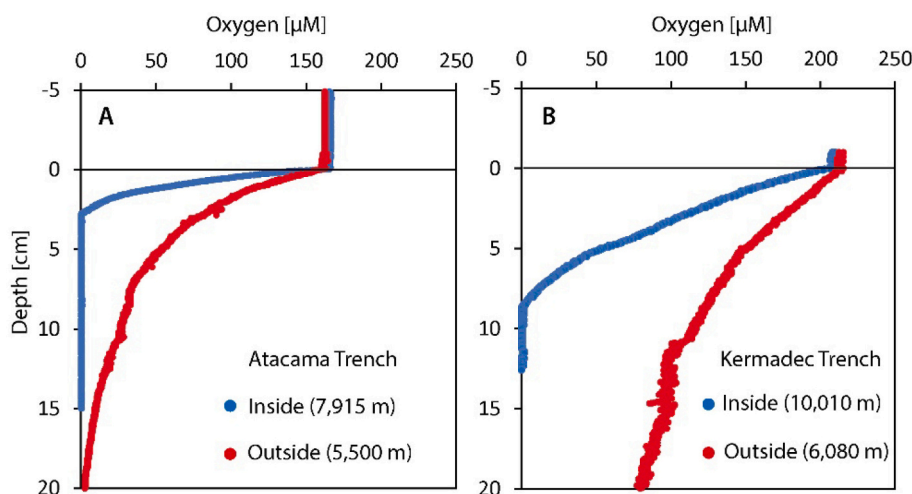 Oxygen [µM]
0 50 100 150 200 250
-5
0
5
10
15
20
Depth [cm]
A
Atacama Trench
Inside (7,915 m)
Outside (5,500 m)
Oxygen [µM]
0 50 100 150 200 250
-5
0
5
10
15
20
B
Kermadec Trench
Inside (10,010 m)
Outside (6,080 m)